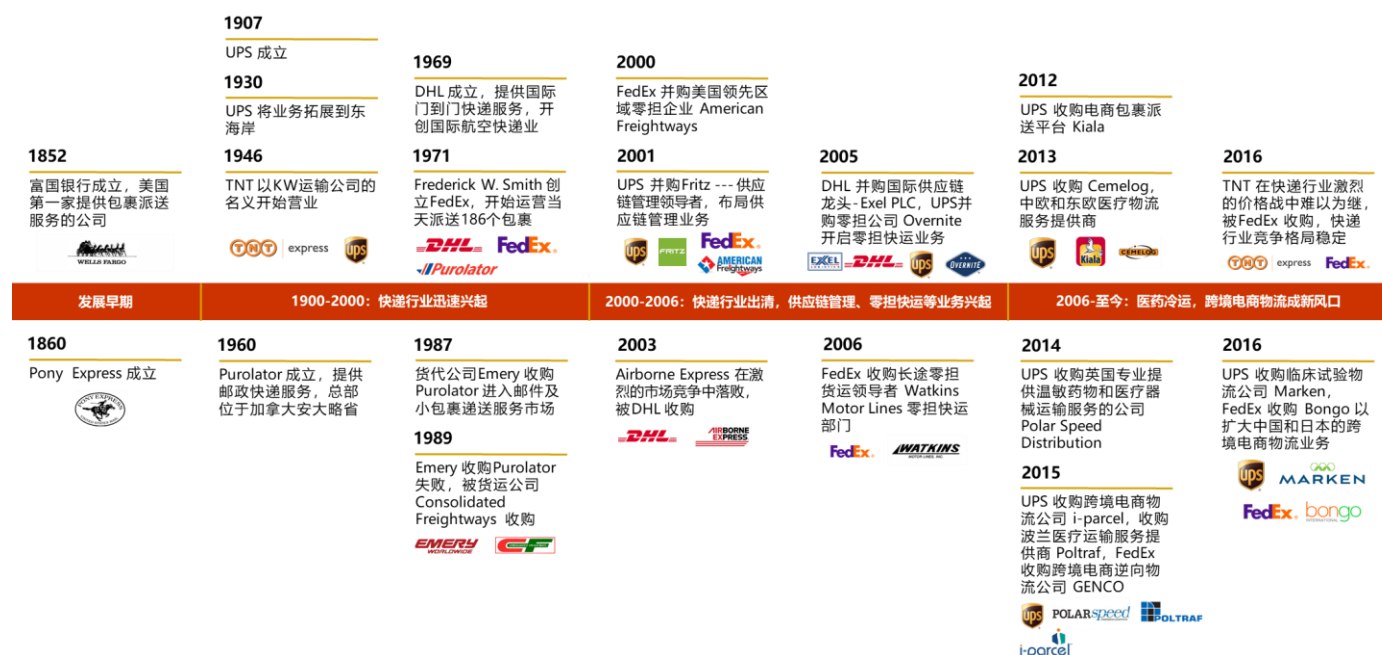 1907
UPS 成立
1930
UPS 将业务拓展到东
海岸
1969
DHL 成立，提供国际
门到门快递服务，开
创国际航空快递业
2000
FedEx 并购美国领先区
域零担企业 American
Freightways
2012
UPS 收购电商包裹派
送平台 Kiala
1852
富国银行成立，美国
第一家提供包裹派送
服务的公司
WELLS FARGO
1946
TNT 以KW运输公司的
名义开始营业
TNT express ups
1971
Frederick W. Smith 创
立FedEx，开始运营当
天派送186个包裹
DHL FedEx
Purolator
2001
UPS 并购Fritz ---供应
链管理领导者，布局供
应链管理业务
ups FRITZ FedEx
AMERICAN
Freightways
2005
DHL 并购国际供应链
龙头-Exel PLC，UPS并
购零担公司 Overnite
开启零担快运业务
EXEL DHL ups OVERNITE
2013
UPS 收购 Cemelog，
中欧和东欧医疗物流
服务提供商
ups Kiala CEMELOG
2016
TNT 在快递行业激烈
的价格战中难以为继，
被FedEx 收购，快递
行业竞争格局稳定
TNT express FedEx
发展早期
1900-2000：快递行业迅速兴起
2000-2006：快递行业出清，供应链管理、零担快运等业务兴起
2006-至今：医药冷运，跨境电商物流成新风口
1860
Pony Express 成立
PONY EXPRESS
1960
Purolator 成立，提供
邮政快递服务，总部
位于加拿大安大略省
1987
货代公司Emery 收购
Purolator 进入邮件及
小包裹递送服务市场
1989
Emery 收购Purolator
失败，被货运公司
Consolidated
Freightways 收购
EMERY
WORLDWIDE
CF
2003
Airborne Express 在激
烈的市场竞争中落败，
被DHL 收购
DHL AIRBORNE
EXPRESS
2006
FedEx 收购长途零担
货运领导者 Watkins
Motor Lines 零担快运
部门
FedEx WATKINS
MOTOR LINES, INC.
2014
UPS 收购英国专业提
供温敏药物和医疗器
械运输服务的公司
Polar Speed
Distribution
2015
UPS 收购跨境电商物
流公司 i-parcel，收购
波兰医疗运输服务提
供商 Poltraf，FedEx
收购跨境电商逆向物
流公司 GENCO
ups POLARspeed POLTRAF
i-parcel
2016
UPS 收购临床试验物
流公司 Marken，
FedEx 收购 Bongo 以
扩大中国和日本的跨
境电商物流业务
ups MARKEN
FedEx bongo
INTERNATIONAL